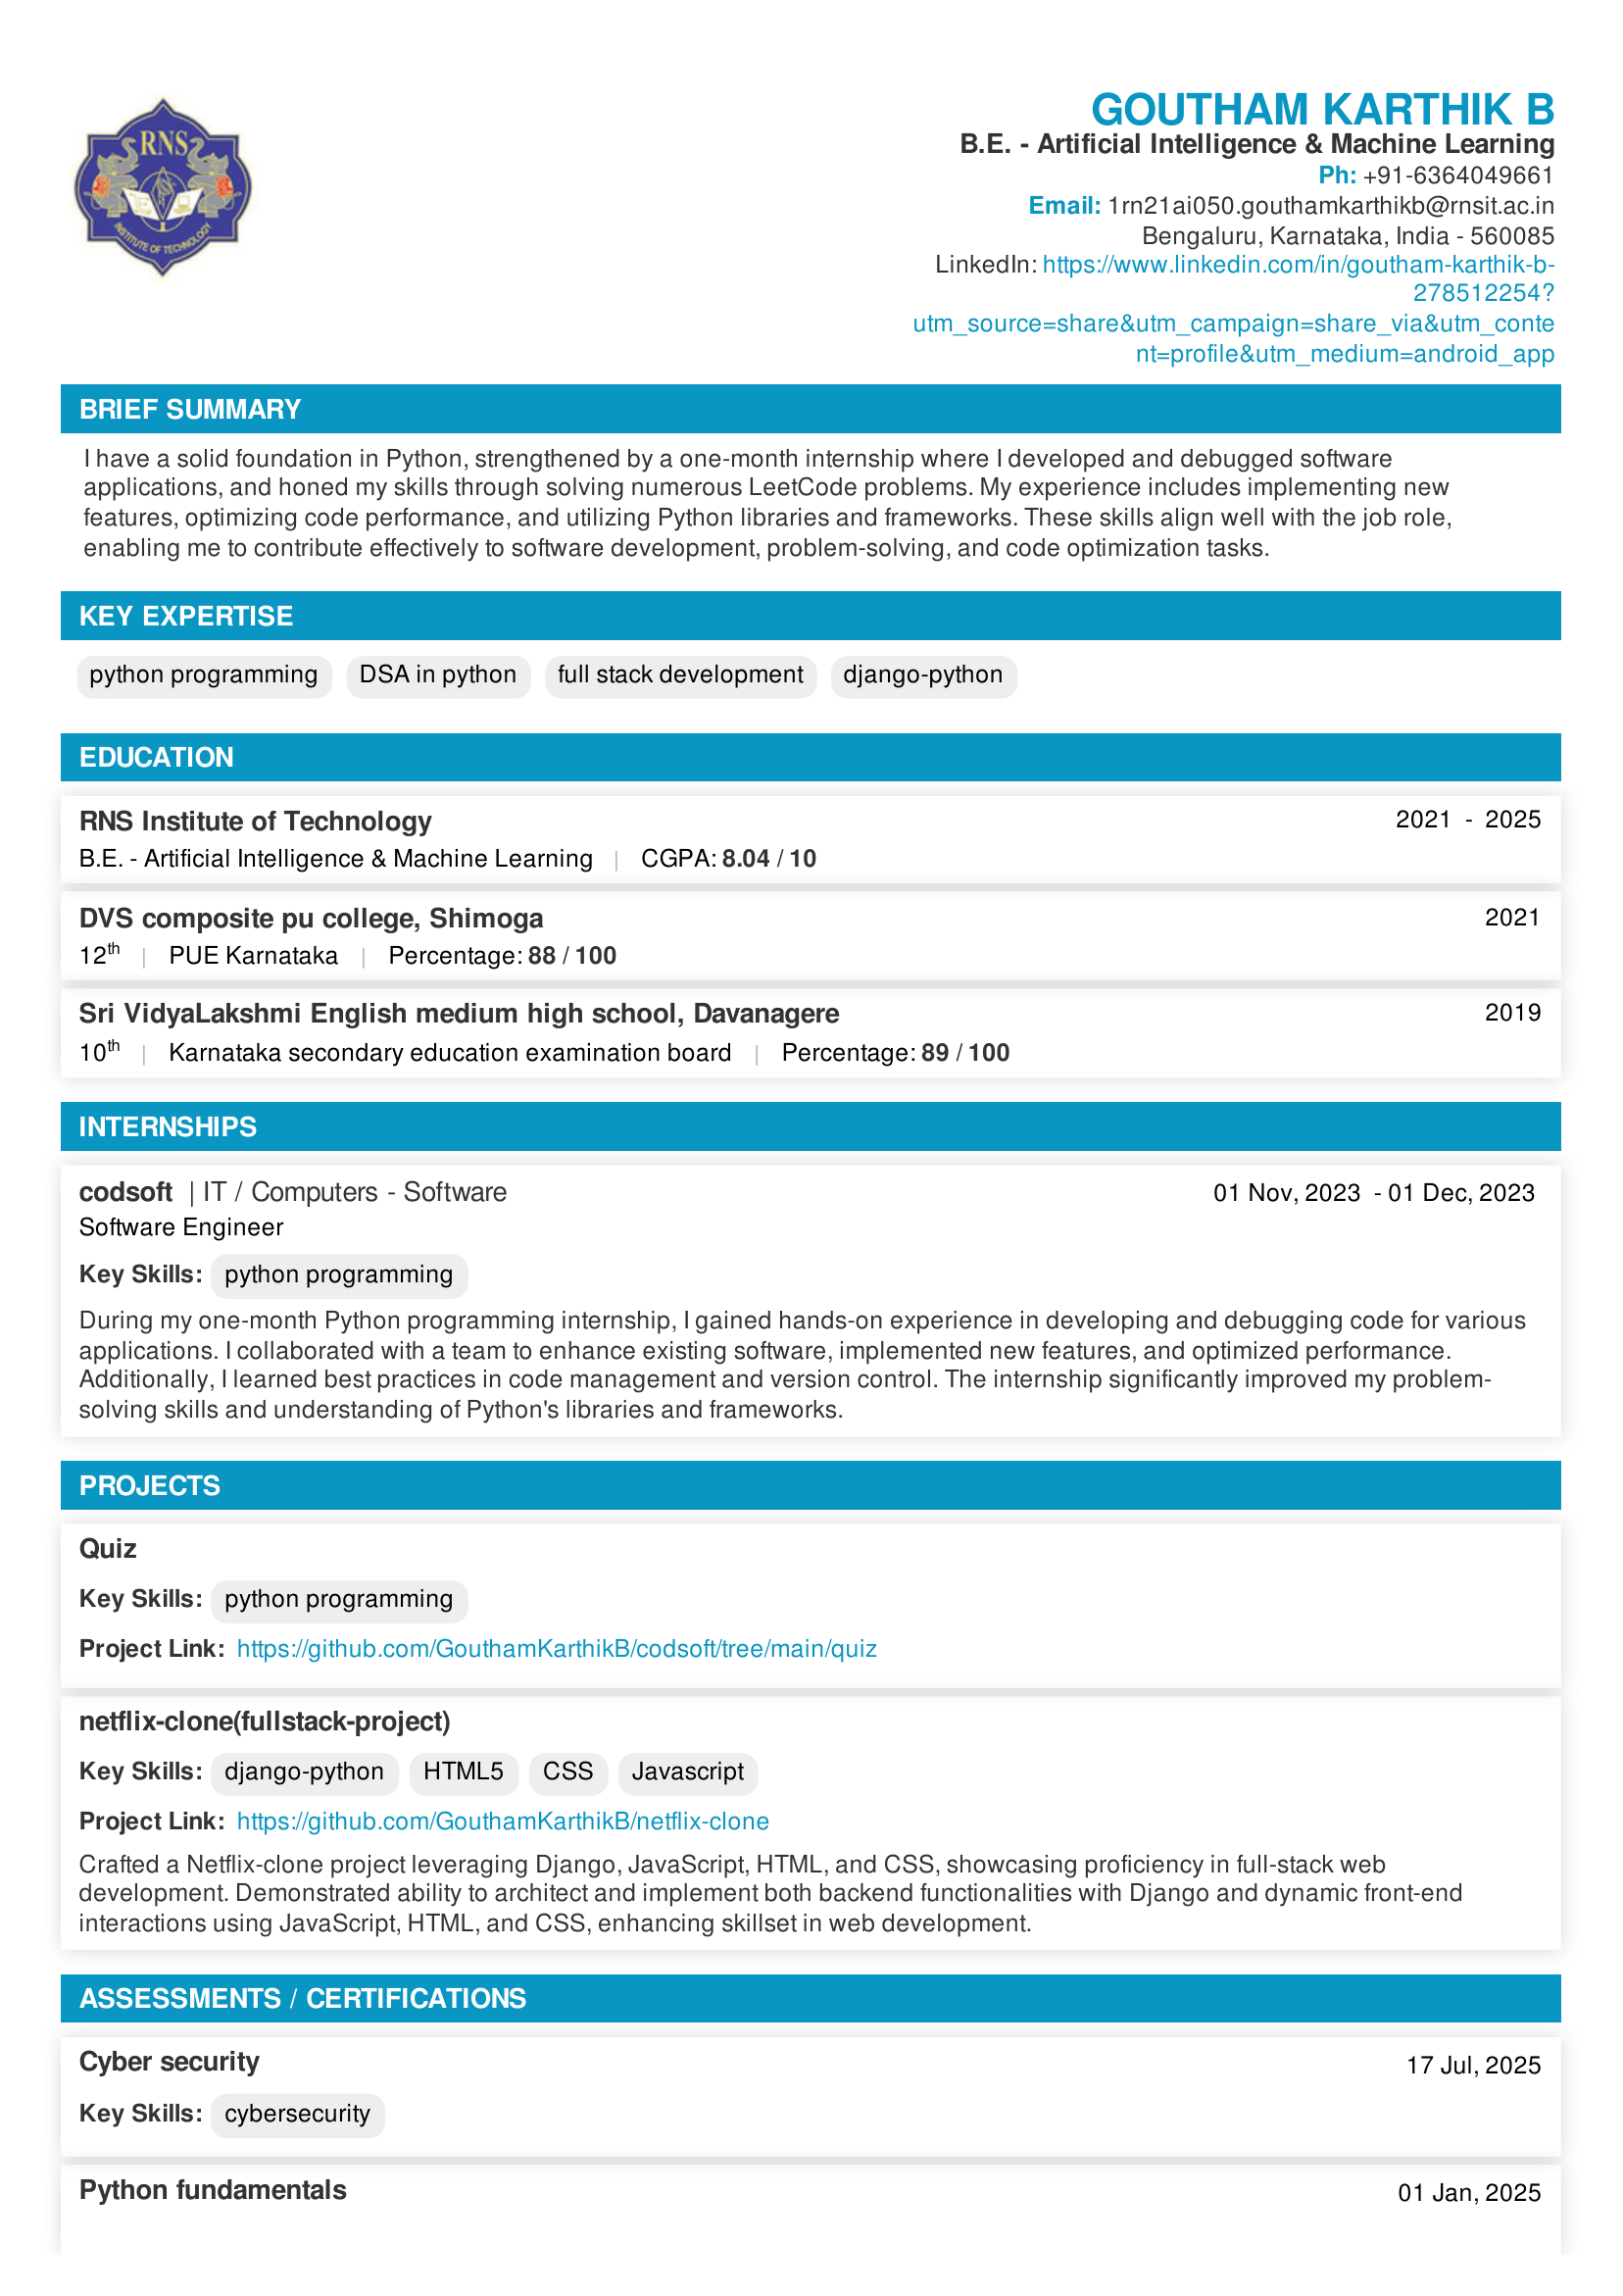 RNS
INSTITUTE OF TECHNOLOGY
GOUTHAM KARTHIK B
B.E. - Artificial Intelligence & Machine Learning
Ph: +91-6364049661
Email: 1rn21ai050.gouthamkarthikb@rnsit.ac.in
Bengaluru, Karnataka, India - 560085
LinkedIn: https://www.linkedin.com/in/goutham-karthik-b-
278512254?
utm_source=share&utm_campaign=share_via&utm_conte
nt=profile&utm_medium=android_app
BRIEF SUMMARY
I have a solid foundation in Python, strengthened by a one-month internship where I developed and debugged software
applications, and honed my skills through solving numerous LeetCode problems. My experience includes implementing new
features, optimizing code performance, and utilizing Python libraries and frameworks. These skills align well with the job role,
enabling me to contribute effectively to software development, problem-solving, and code optimization tasks.
KEY EXPERTISE
python programming DSA in python full stack development django-python
EDUCATION
RNS Institute of Technology 2021 - 2025
B.E. - Artificial Intelligence & Machine Learning | CGPA: 8.04 / 10
DVS composite pu college, Shimoga 2021
12th | PUE Karnataka | Percentage: 88 / 100
Sri VidyaLakshmi English medium high school, Davanagere 2019
10th | Karnataka secondary education examination board | Percentage: 89 / 100
INTERNSHIPS
codsoft | IT / Computers - Software 01 Nov, 2023 - 01 Dec, 2023
Software Engineer
Key Skills: python programming
During my one-month Python programming internship, I gained hands-on experience in developing and debugging code for various
applications. I collaborated with a team to enhance existing software, implemented new features, and optimized performance.
Additionally, I learned best practices in code management and version control. The internship significantly improved my problem-
solving skills and understanding of Python's libraries and frameworks.
PROJECTS
Quiz
Key Skills: python programming
Project Link: https://github.com/GouthamKarthikB/codsoft/tree/main/quiz
netflix-clone(fullstack-project)
Key Skills: django-python HTML5 CSS Javascript
Project Link: https://github.com/GouthamKarthikB/netflix-clone
Crafted a Netflix-clone project leveraging Django, JavaScript, HTML, and CSS, showcasing proficiency in full-stack web
development. Demonstrated ability to architect and implement both backend functionalities with Django and dynamic front-end
interactions using JavaScript, HTML, and CSS, enhancing skillset in web development.
ASSESSMENTS / CERTIFICATIONS
Cyber security 17 Jul, 2025
Key Skills: cybersecurity
Python fundamentals 01 Jan, 2025